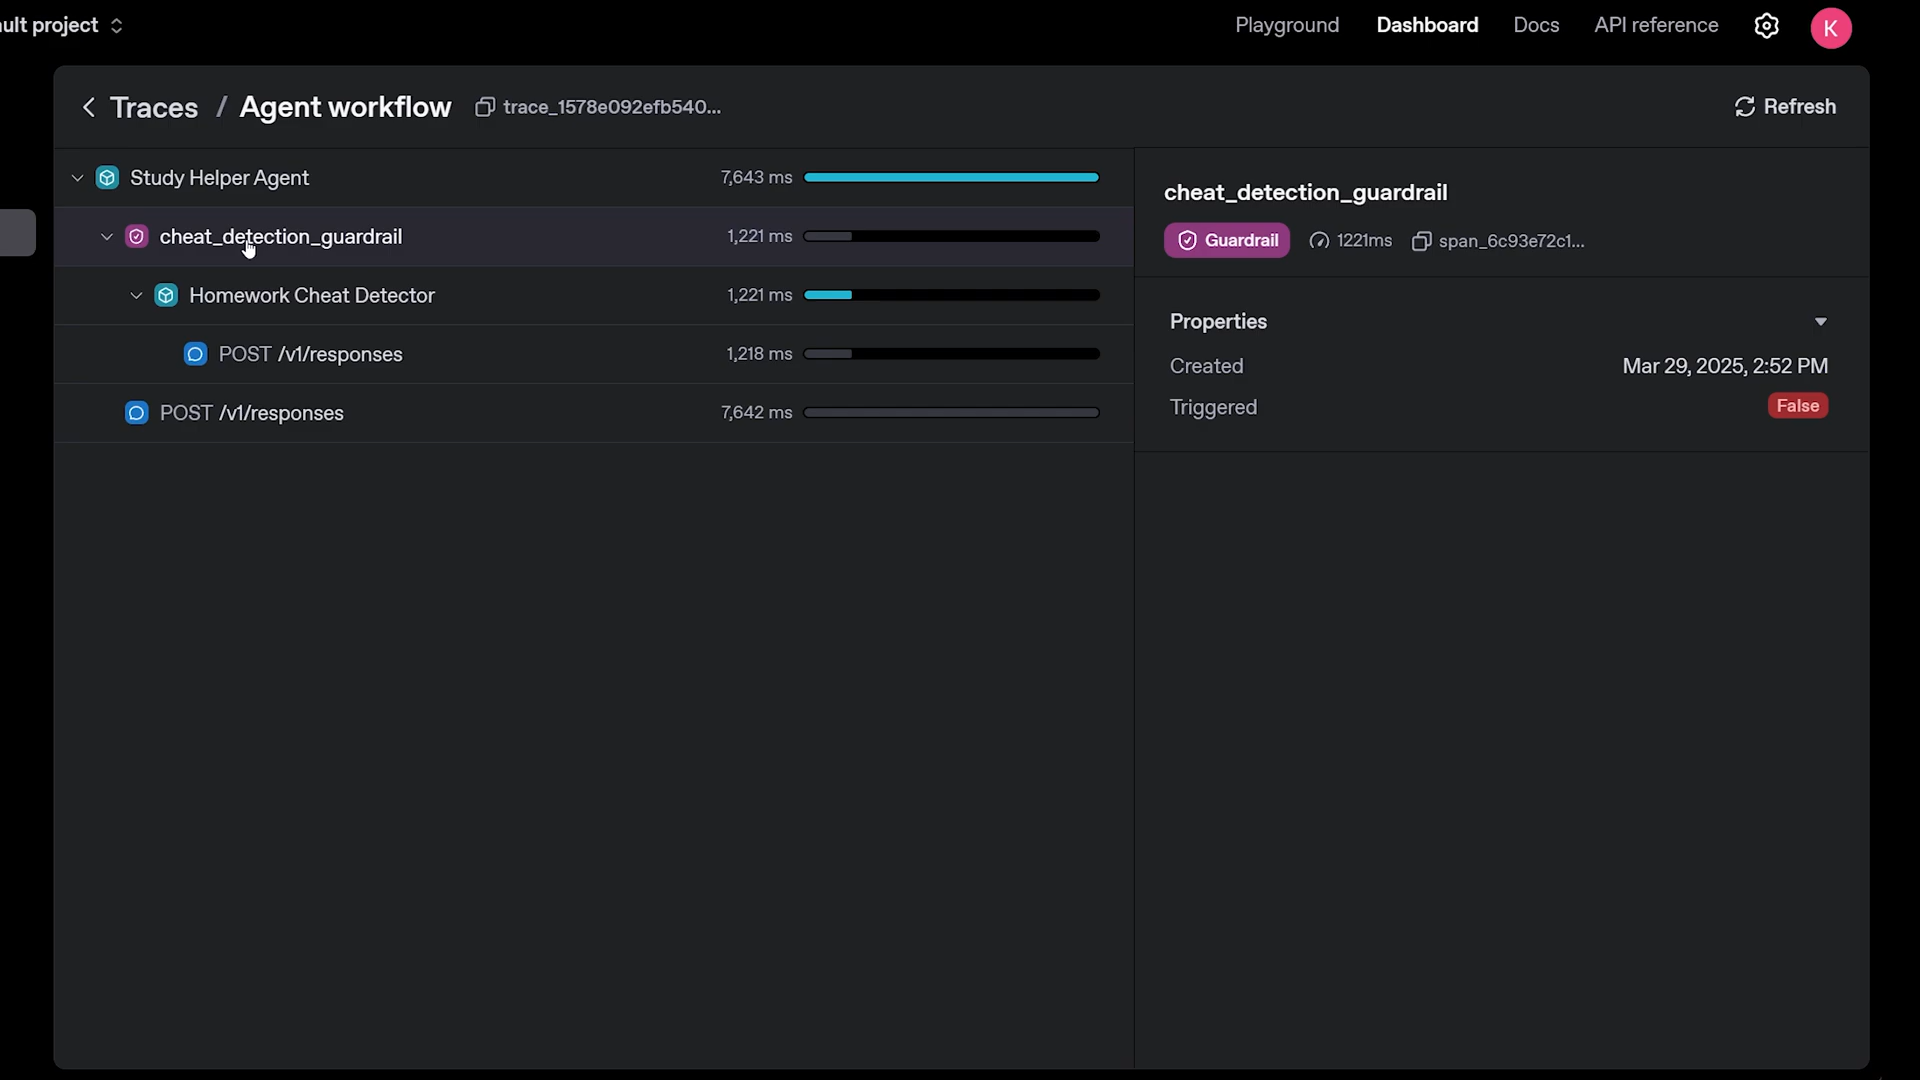 ault project
Playground Dashboard Docs API reference K
Traces / Agent workflow trace_1578e092efb540... Refresh
Study Helper Agent 7,643 ms
cheat_detection_guardrail 1,221 ms
Homework Cheat Detector 1,221 ms
POST /v1/responses 1,218 ms
POST /v1/responses 7,642 ms
cheat_detection_guardrail
Guardrail 1221ms span_6c93e72c1...
Properties
Created Mar 29, 2025, 2:52 PM
Triggered False